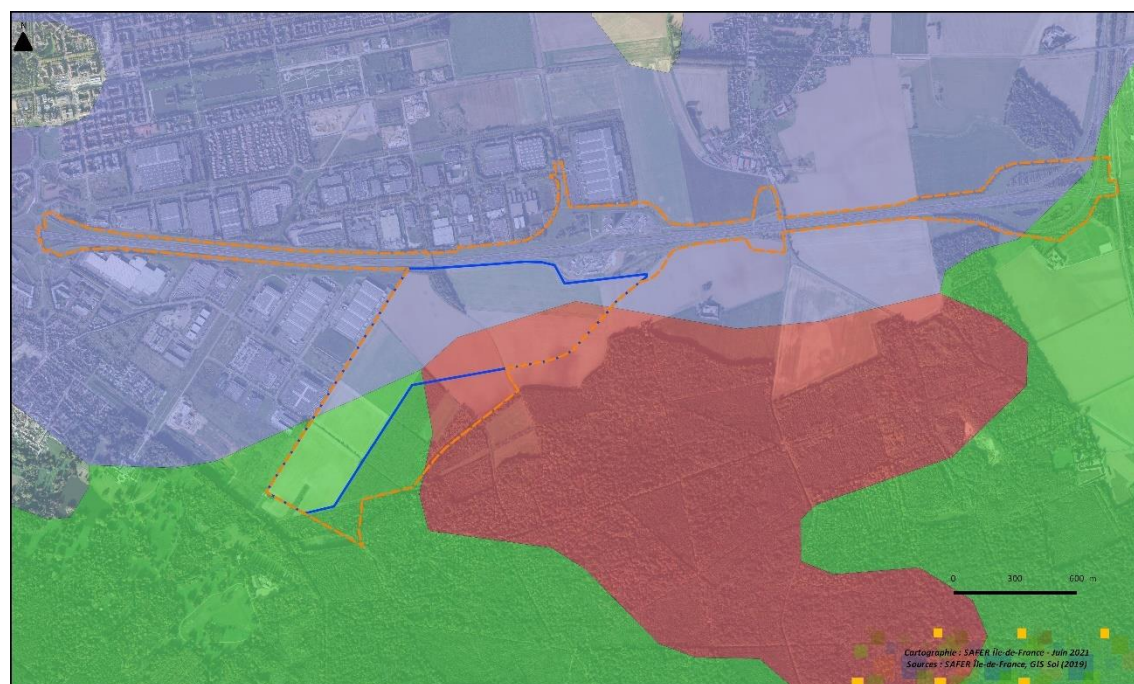 N
0 300 600 m
Cartographie : SAFER Île-de-France - Juin 2021
Sources : SAFER Île-de-France, GIS Sol (2019)